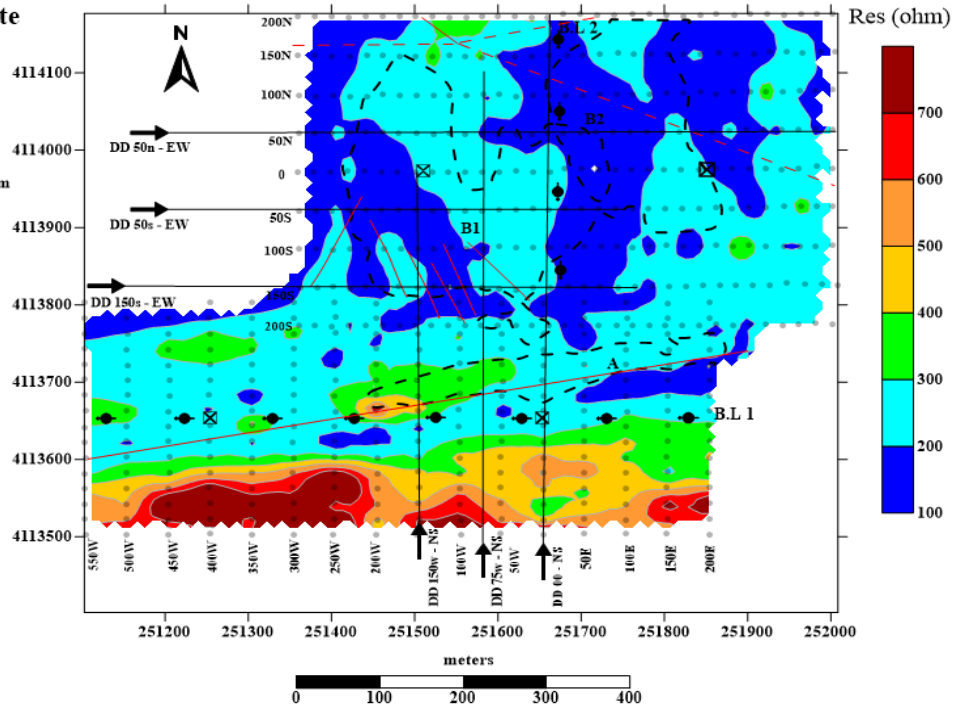 te
Res (ohm)
N
200N
B.L 2
150N
4114100
100N
700
B2
50N
DD 50n - EW
4114000
600
m
0
50S
500
DD 50s - EW
4113900
B1
100S
DD 150s - EW
150S
4113800
400
200S
A
300
4113700
B.L 1
200
4113600
100
4113500
550W
500W
450W
400W
350W
300W
250W
200W
DD 150w - NS
100W
DD 75w - NS
50W
DD 00 - NS
50E
100E
150E
200E
251200
251300
251400
251500
251600
251700
251800
251900
252000
meters
0
100
200
300
400